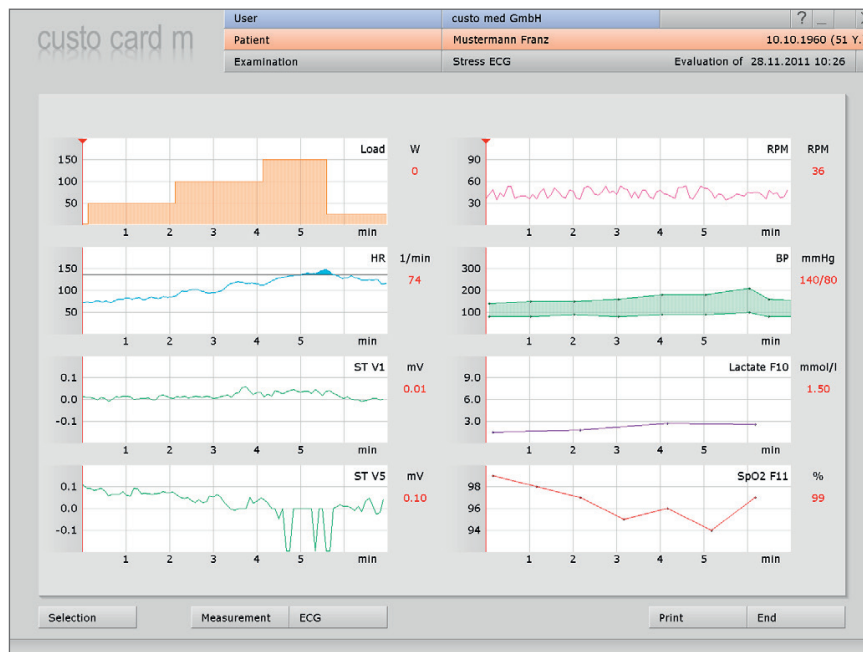 custo card m
User custo med GmbH ? _
Patient Mustermann Franz 10.10.1960 (51 Y.
Examination Stress ECG Evaluation of 28.11.2011 10:26
Load W
150
100
50
0
1 2 3 4 5 min
RPM RPM
90
60
30
36
1 2 3 4 5 min
HR 1/min
150
100
50
74
1 2 3 4 5 min
BP mmHg
300
200
100
140/80
1 2 3 4 5 min
ST V1 mV
0.1
0.0
-0.1
0.01
1 2 3 4 5 min
Lactate F10 mmol/l
9.0
6.0
3.0
1.50
1 2 3 4 5 min
ST V5 mV
0.1
0.0
-0.1
0.10
1 2 3 4 5 min
SpO2 F11 %
98
96
94
99
1 2 3 4 5 min
Selection Measurement ECG Print End